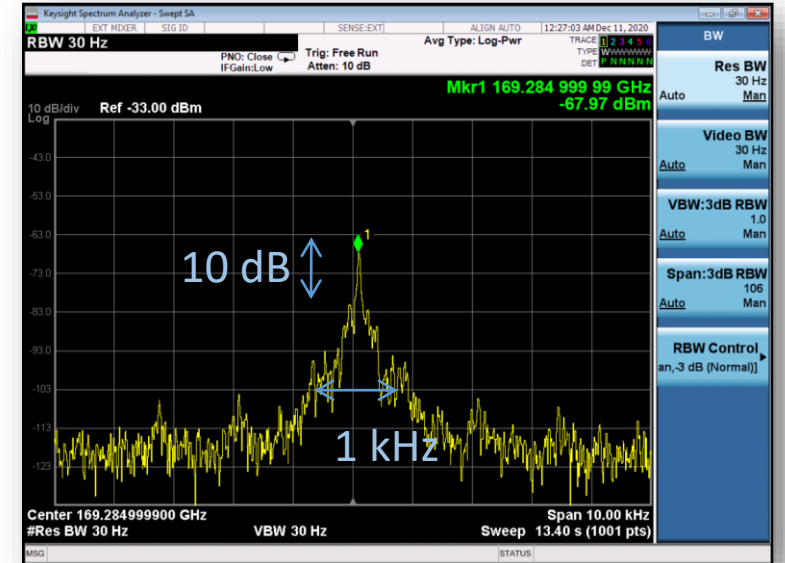 Keysight Spectrum Analyzer - Swept SA
EXT MIXER SIG ID SENSE:EXT ALIGN AUTO 12:27:03 AM Dec 11, 2020
RBW 30 Hz
PNO: Close
IFGain:Low
Trig: Free Run
Atten: 10 dB
Avg Type: Log-Pwr
TRACE 1 2 3 4 5 6
TYPE WWWWWW
DET P N N N N N
Mkr1 169.284 999 99 GHz
-67.97 dBm
10 dB/div Ref -33.00 dBm
Log
-43.0
-53.0
-63.0
-73.0
-83.0
-93.0
-103
-113
-123
1
10 dB
1 kHz
Center 169.284999900 GHz
Span 10.00 kHz
#Res BW 30 Hz
VBW 30 Hz
Sweep 13.40 s (1001 pts)
MSG
STATUS
BW
Res BW
30 Hz
Auto Man
Video BW
30 Hz
Auto Man
VBW:3dB RBW
1.0
Auto Man
Span:3dB RBW
106
Auto Man
RBW Control
an,-3 dB (Normal)]